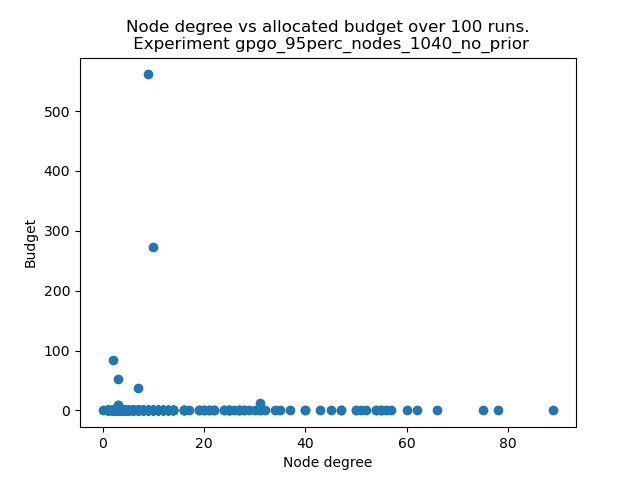 Node degree vs allocated budget over 100 runs.
Experiment gpgo_95perc_nodes_1040_no_prior
500
400
300
200
100
0
Budget
0 20 40 60 80
Node degree